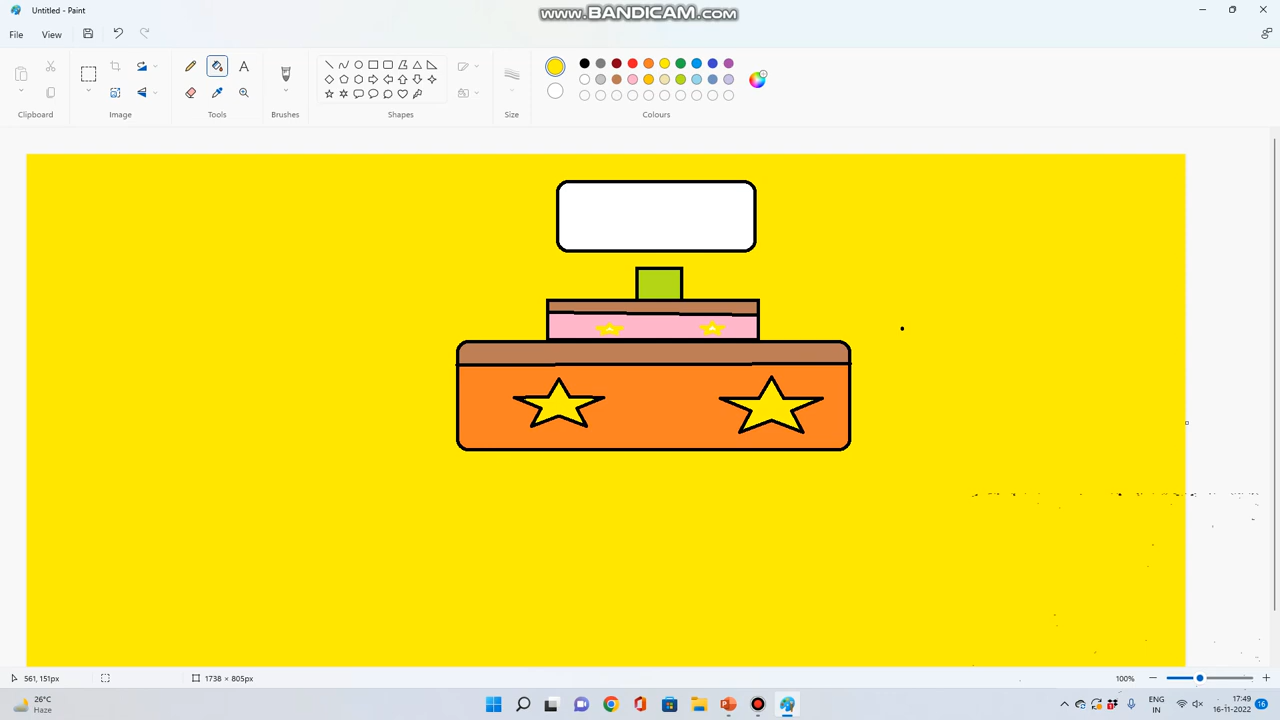 www.BANDICAM.com
Untitled - Paint
File
View
Clipboard
Image
Tools
Brushes
Shapes
Size
Colours
561, 151px
1738 × 805px
100%
26°C
Haze
ENG
IN
17:49
16-11-2022
16